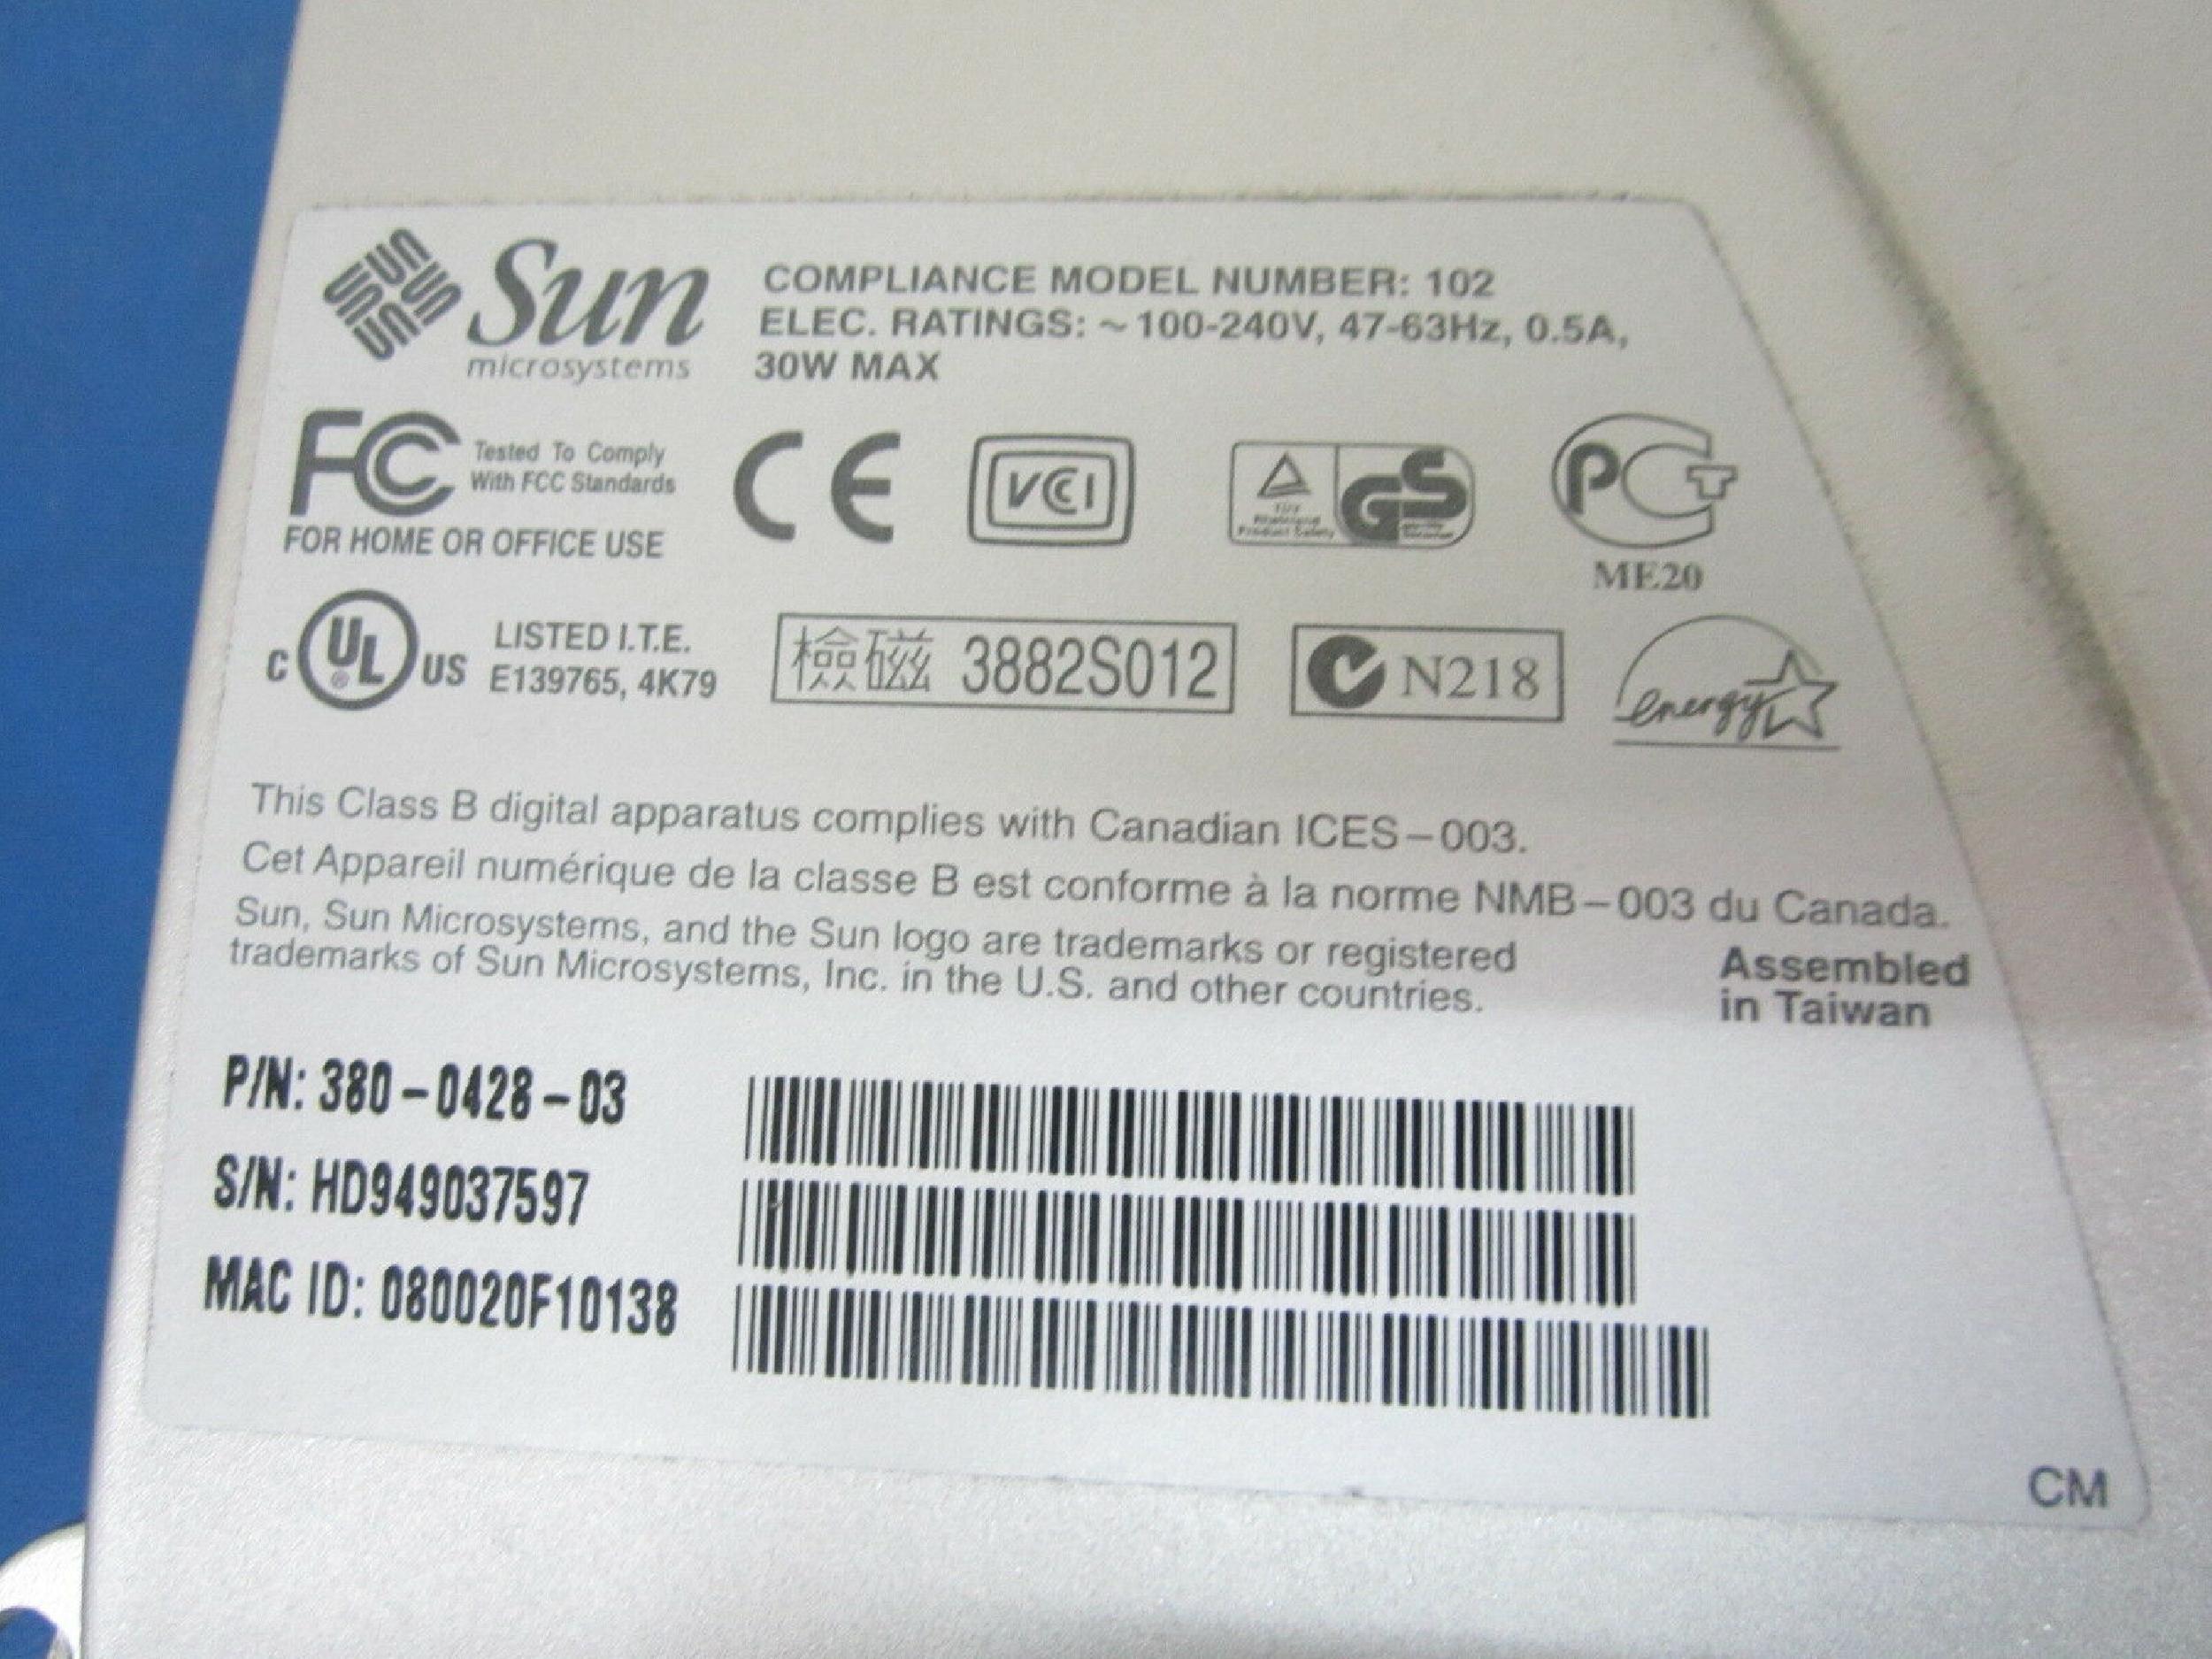 Sun
microsystems
COMPLIANCE MODEL NUMBER: 102
ELEC. RATINGS: ~ 100-240V, 47-63Hz, 0.5A,
30W MAX
FC Tested To Comply
With FCC Standards
FOR HOME OR OFFICE USE
CE
VCCI
TÜV
Rheinland
Product Safety
GS
PCT
ME20
C UL ® US
LISTED I.T.E.
E139765, 4K79
檢磁 3882S012
N218
energy
This Class B digital apparatus complies with Canadian ICES–003.
Cet Appareil numérique de la classe B est conforme à la norme NMB–003 du Canada.
Sun, Sun Microsystems, and the Sun logo are trademarks or registered
trademarks of Sun Microsystems, Inc. in the U.S. and other countries.
Assembled
in Taiwan
P/N: 380–0428–03
S/N: HD949037597
MAC ID: 080020F10138
CM